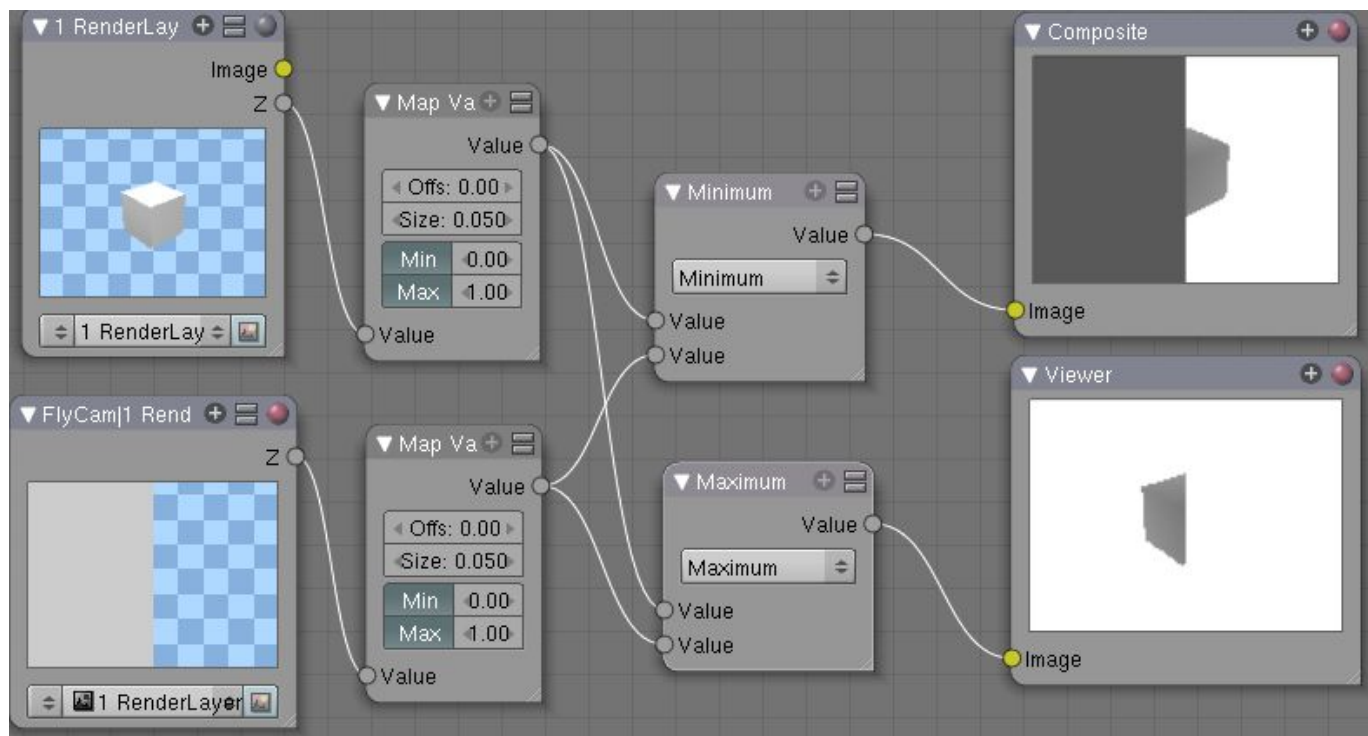 1 RenderLay
Image
Z
1 RenderLay
Map Va
Value
Offs: 0.00
Size: 0.050
Min 0.00
Max 1.00
Value
Minimum
Value
Minimum
Value
Value
Composite
Image
FlyCam|1 Rend
Z
1 RenderLayer
Map Va
Value
Offs: 0.00
Size: 0.050
Min 0.00
Max 1.00
Value
Maximum
Value
Maximum
Value
Value
Viewer
Image